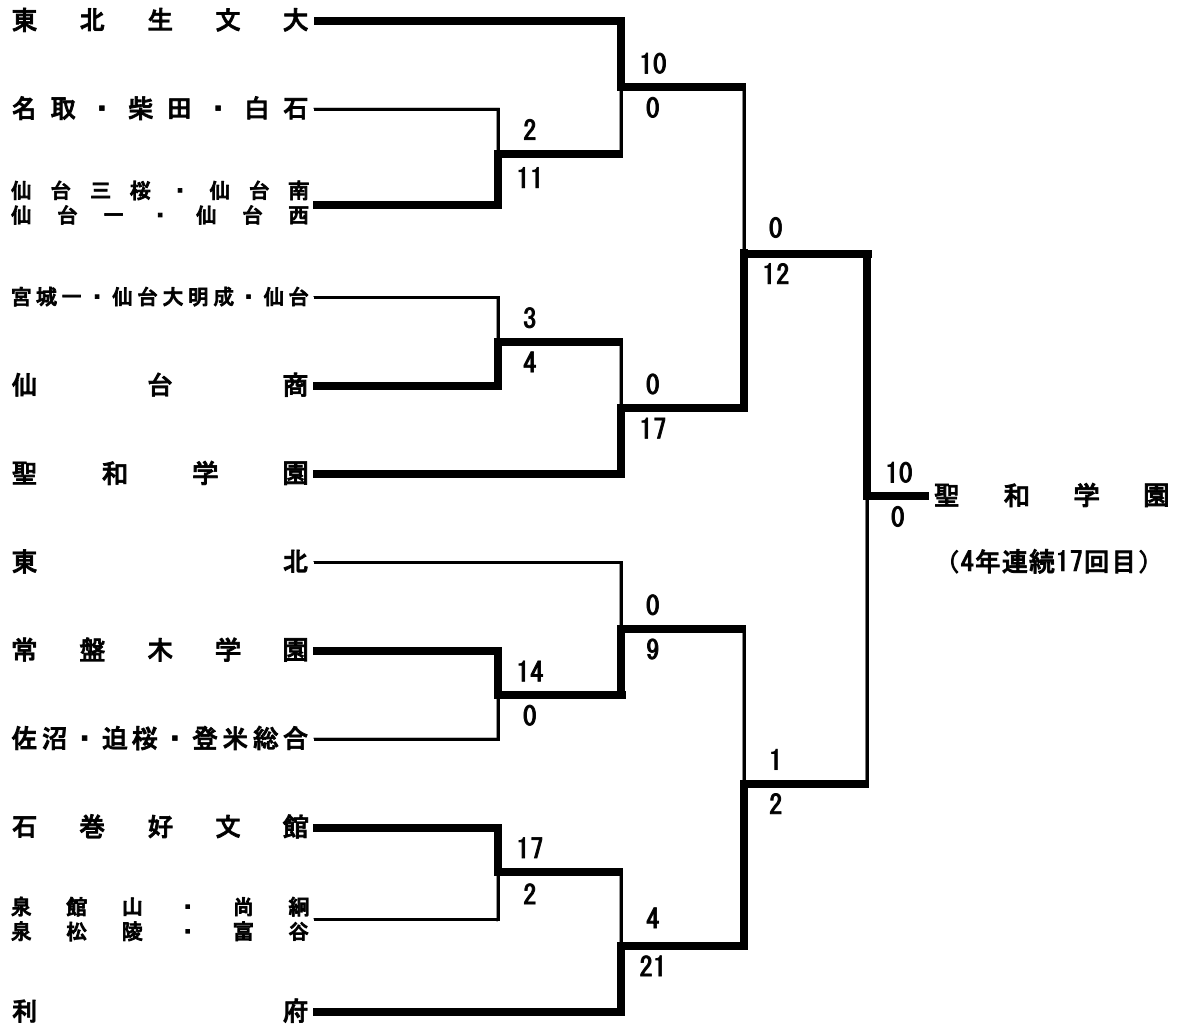 東北生文大
10
0
名取・柴田・白石
2
11
仙台三桜・仙台南
仙台一・仙台西
0
12
宮城一・仙台大明成・仙台
3
4
仙台商
0
17
聖和学園
10
0
聖和学園
(4年連続17回目)
東北
0
9
常盤木学園
14
0
佐沼・迫桜・登米総合
1
2
石巻好文館
17
2
泉館山・尚絅
泉松陵・富谷
4
21
利府